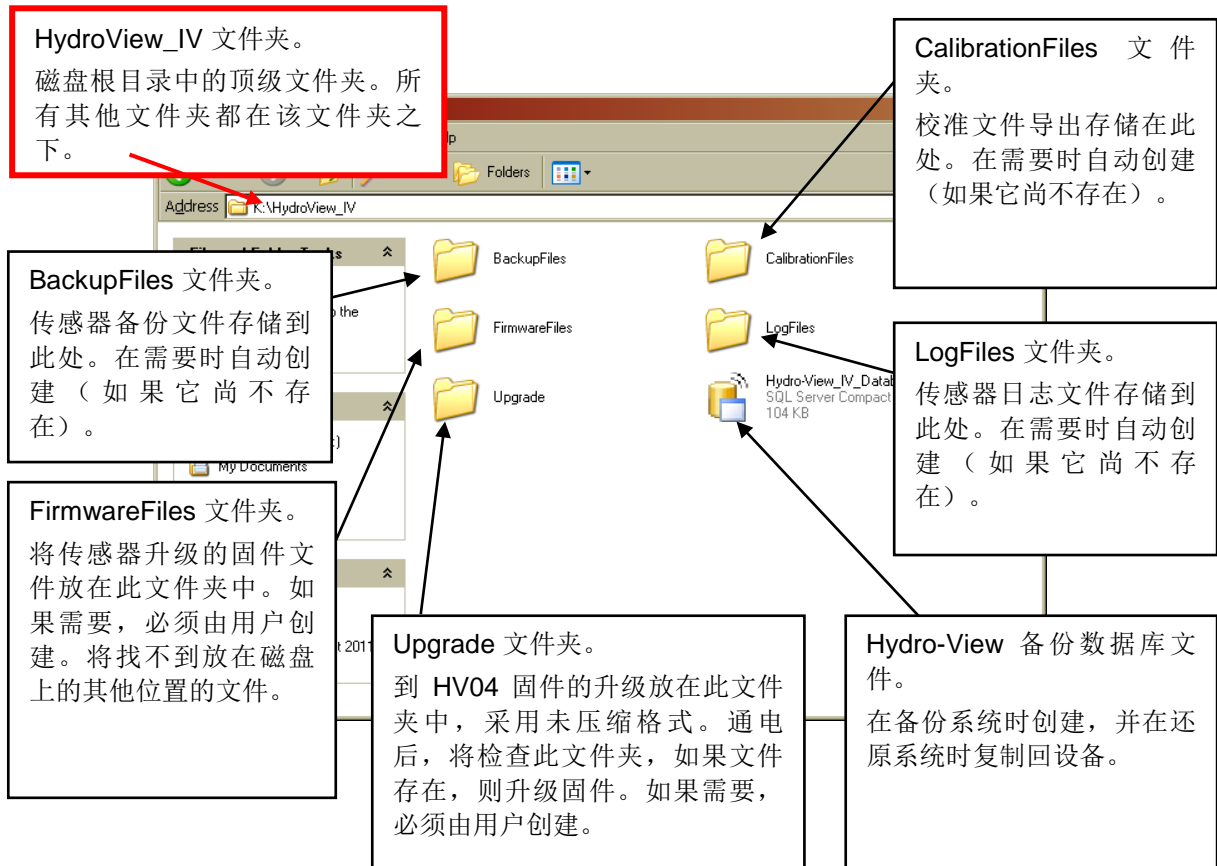 HydroView_IV 文件夹。
磁盘根目录中的顶级文件夹。所
有其他文件夹都在该文件夹之
下。
CalibrationFiles 文件
夹。
校准文件导出存储在此
处。在需要时自动创建
（如果它尚不存在）。
Folders
Address K:\HydroView_IV
BackupFiles
CalibrationFiles
FirmwareFiles
LogFiles
Upgrade
Hydro-View_IV_Datab
SQL Server Compact
104 KB
the
My Documents
2011
BackupFiles 文件夹。
传感器备份文件存储到
此处。在需要时自动创
建（如果它尚不存
在）。
LogFiles 文件夹。
传感器日志文件存储到
此处。在需要时自动创
建（如果它尚不存
在）。
FirmwareFiles 文件夹。
将传感器升级的固件文
件放在此文件夹中。如
果需要，必须由用户创
建。将找不到放在磁盘
上的其他位置的文件。
Upgrade 文件夹。
到 HV04 固件的升级放在此文件
夹中，采用未压缩格式。通电
后，将检查此文件夹，如果文件
存在，则升级固件。如果需要，
必须由用户创建。
Hydro-View 备份数据库文
件。
在备份系统时创建，并在还
原系统时复制回设备。